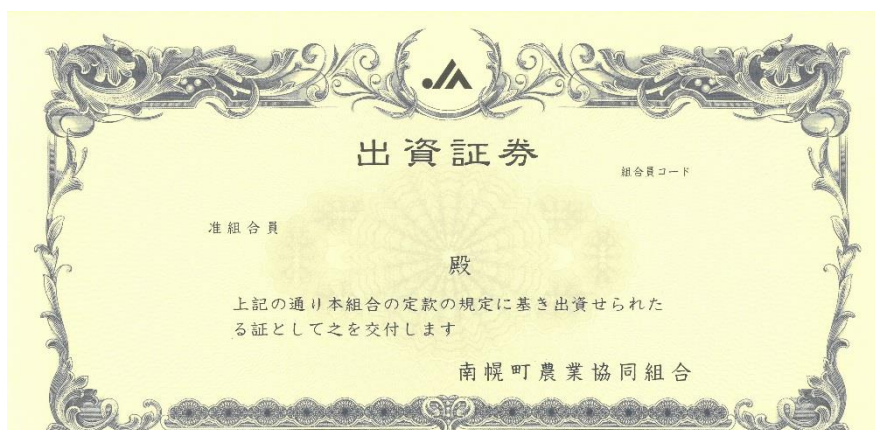 出資証券
組合員コード
准組合員
殿
上記の通り本組合の定款の規定に基き出資せられた
る証として之を交付します
南幌町農業協同組合